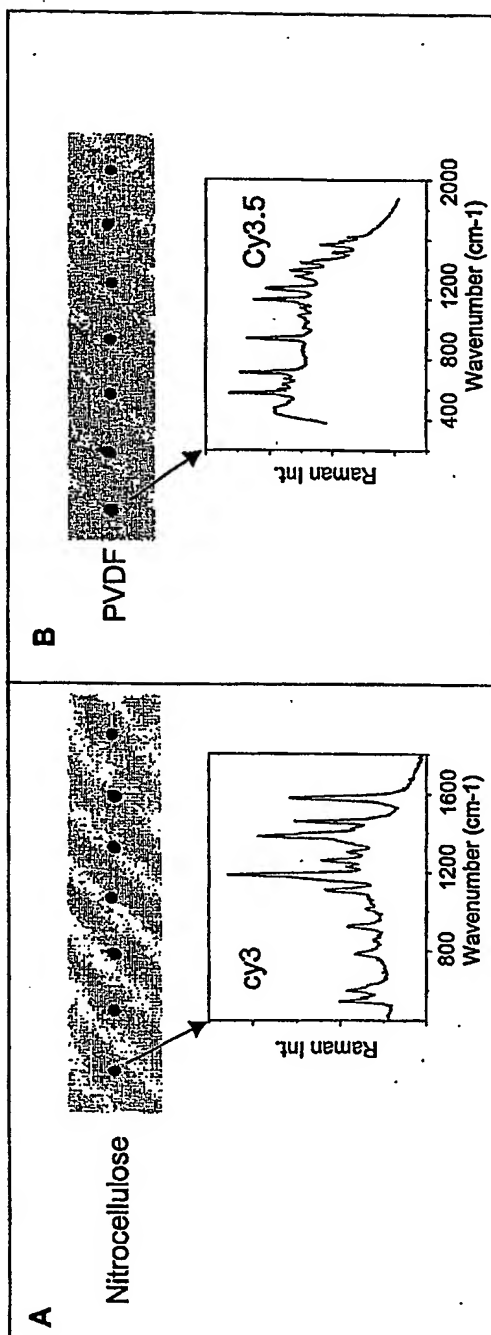 A
Nitrocellulose
cy3
Raman Int.
800 1200 1600
Wavenumber (cm-1)
B
PVDF
Cy3.5
Raman Int.
400 800 1200 2000
Wavenumber (cm-1)